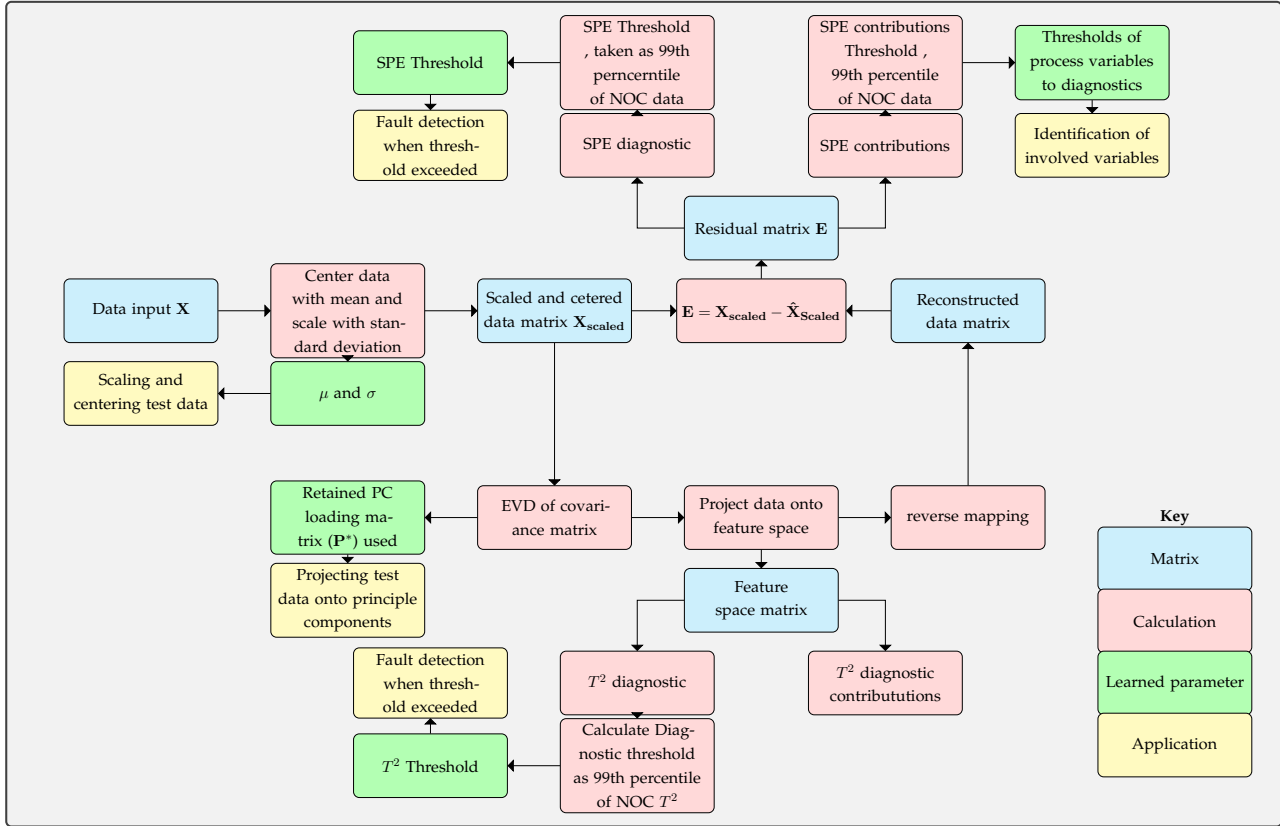 SPE Threshold
, taken as 99th
perncerntile
of NOC data
SPE contributions
Threshold ,
99th percentile
of NOC data
Thresholds of
process variables
to diagnostics
SPE Threshold
Fault detection
when thresh-
old exceeded
SPE diagnostic
SPE contributions
Identification of
involved variables
Residual matrix E
Data input X
Center data
with mean and
scale with stan-
dard deviation
Scaled and cetered
data matrix X_scaled
E = X_scaled − X̂_Scaled
Reconstructed
data matrix
Scaling and
centering test data
μ and σ
Retained PC
loading ma-
trix (P*) used
EVD of covari-
ance matrix
Project data onto
feature space
reverse mapping
Projecting test
data onto principle
components
Feature
space matrix
Fault detection
when thresh-
old exceeded
T² diagnostic
T² diagnostic
contribututions
T² Threshold
Calculate Diag-
nostic threshold
as 99th percentile
of NOC T²
Key
Matrix
Calculation
Learned parameter
Application